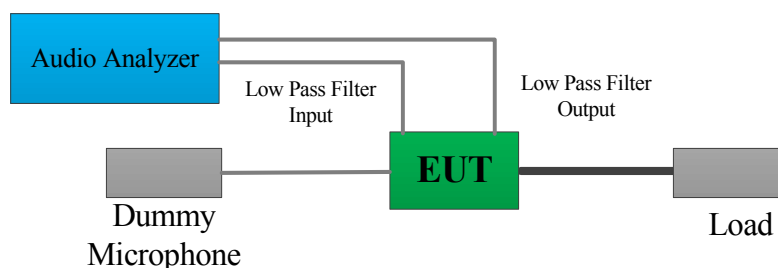 Audio Analyzer
Low Pass Filter
Input
Low Pass Filter
Output
EUT
Dummy
Microphone
Load